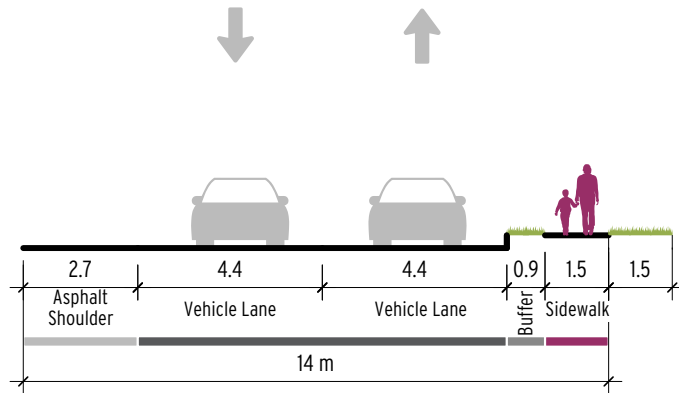 2.7 4.4 4.4 0.9 1.5 1.5
Asphalt
Shoulder
Vehicle Lane
Vehicle Lane
Buffer
Sidewalk
14 m